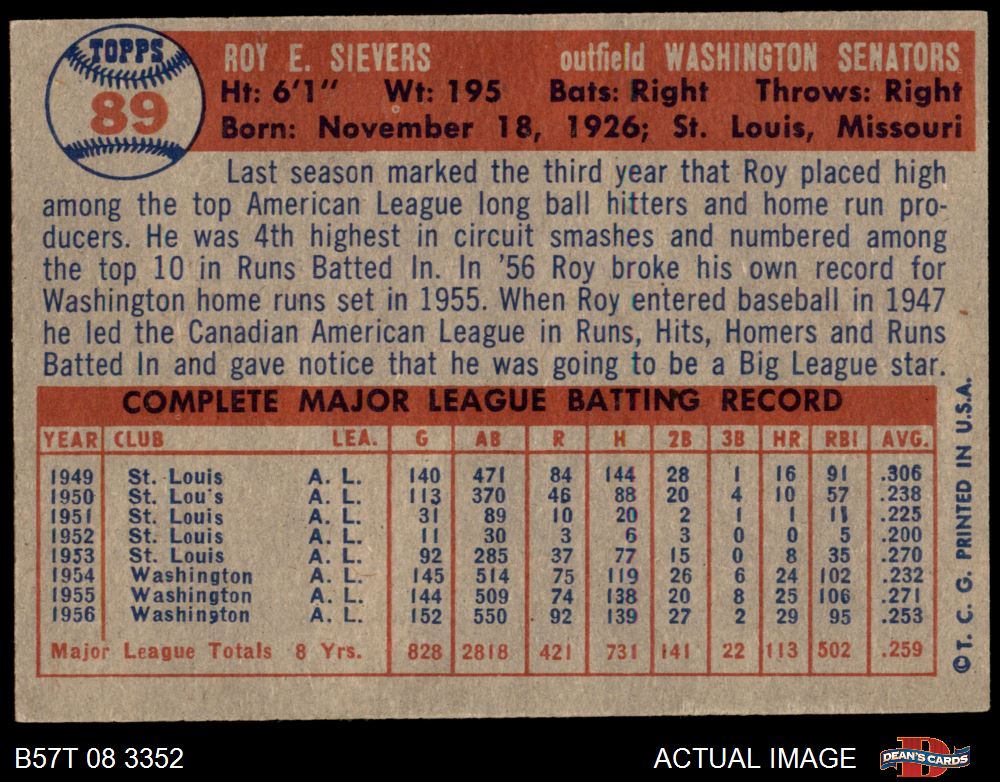 TOPPS
89
ROY E. SIEVERS outfield WASHINGTON SENATORS
Ht: 6'1" Wt: 195 Bats: Right Throws: Right
Born: November 18, 1926; St. Louis, Missouri
Last season marked the third year that Roy placed high
among the top American League long ball hitters and home run pro-
ducers. He was 4th highest in circuit smashes and numbered among
the top 10 in Runs Batted In. In '56 Roy broke his own record for
Washington home runs set in 1955. When Roy entered baseball in 1947
he led the Canadian American League in Runs, Hits, Homers and Runs
Batted In and gave notice that he was going to be a Big League star.
COMPLETE MAJOR LEAGUE BATTING RECORD
YEAR CLUB LEA. G AB R H 2B 3B HR RBI AVG.
1949 St. Louis A. L. 140 471 84 144 28 1 16 91 .306
1950 St. Lou's A. L. 113 370 46 88 20 4 10 57 .238
1951 St. Louis A. L. 31 89 10 20 2 1 1 11 .225
1952 St. Louis A. L. 11 30 3 6 3 0 0 5 .200
1953 St. Louis A. L. 92 285 37 77 15 0 8 35 .270
1954 Washington A. L. 145 514 75 119 26 6 24 102 .232
1955 Washington A. L. 144 509 74 138 20 8 25 106 .271
1956 Washington A. L. 152 550 92 139 27 2 29 95 .253
Major League Totals 8 Yrs. 828 2818 421 731 141 22 113 502 .259
© T. C. G. PRINTED IN U.S.A.
B57T 08 3352 ACTUAL IMAGE DEAN'S CARDS